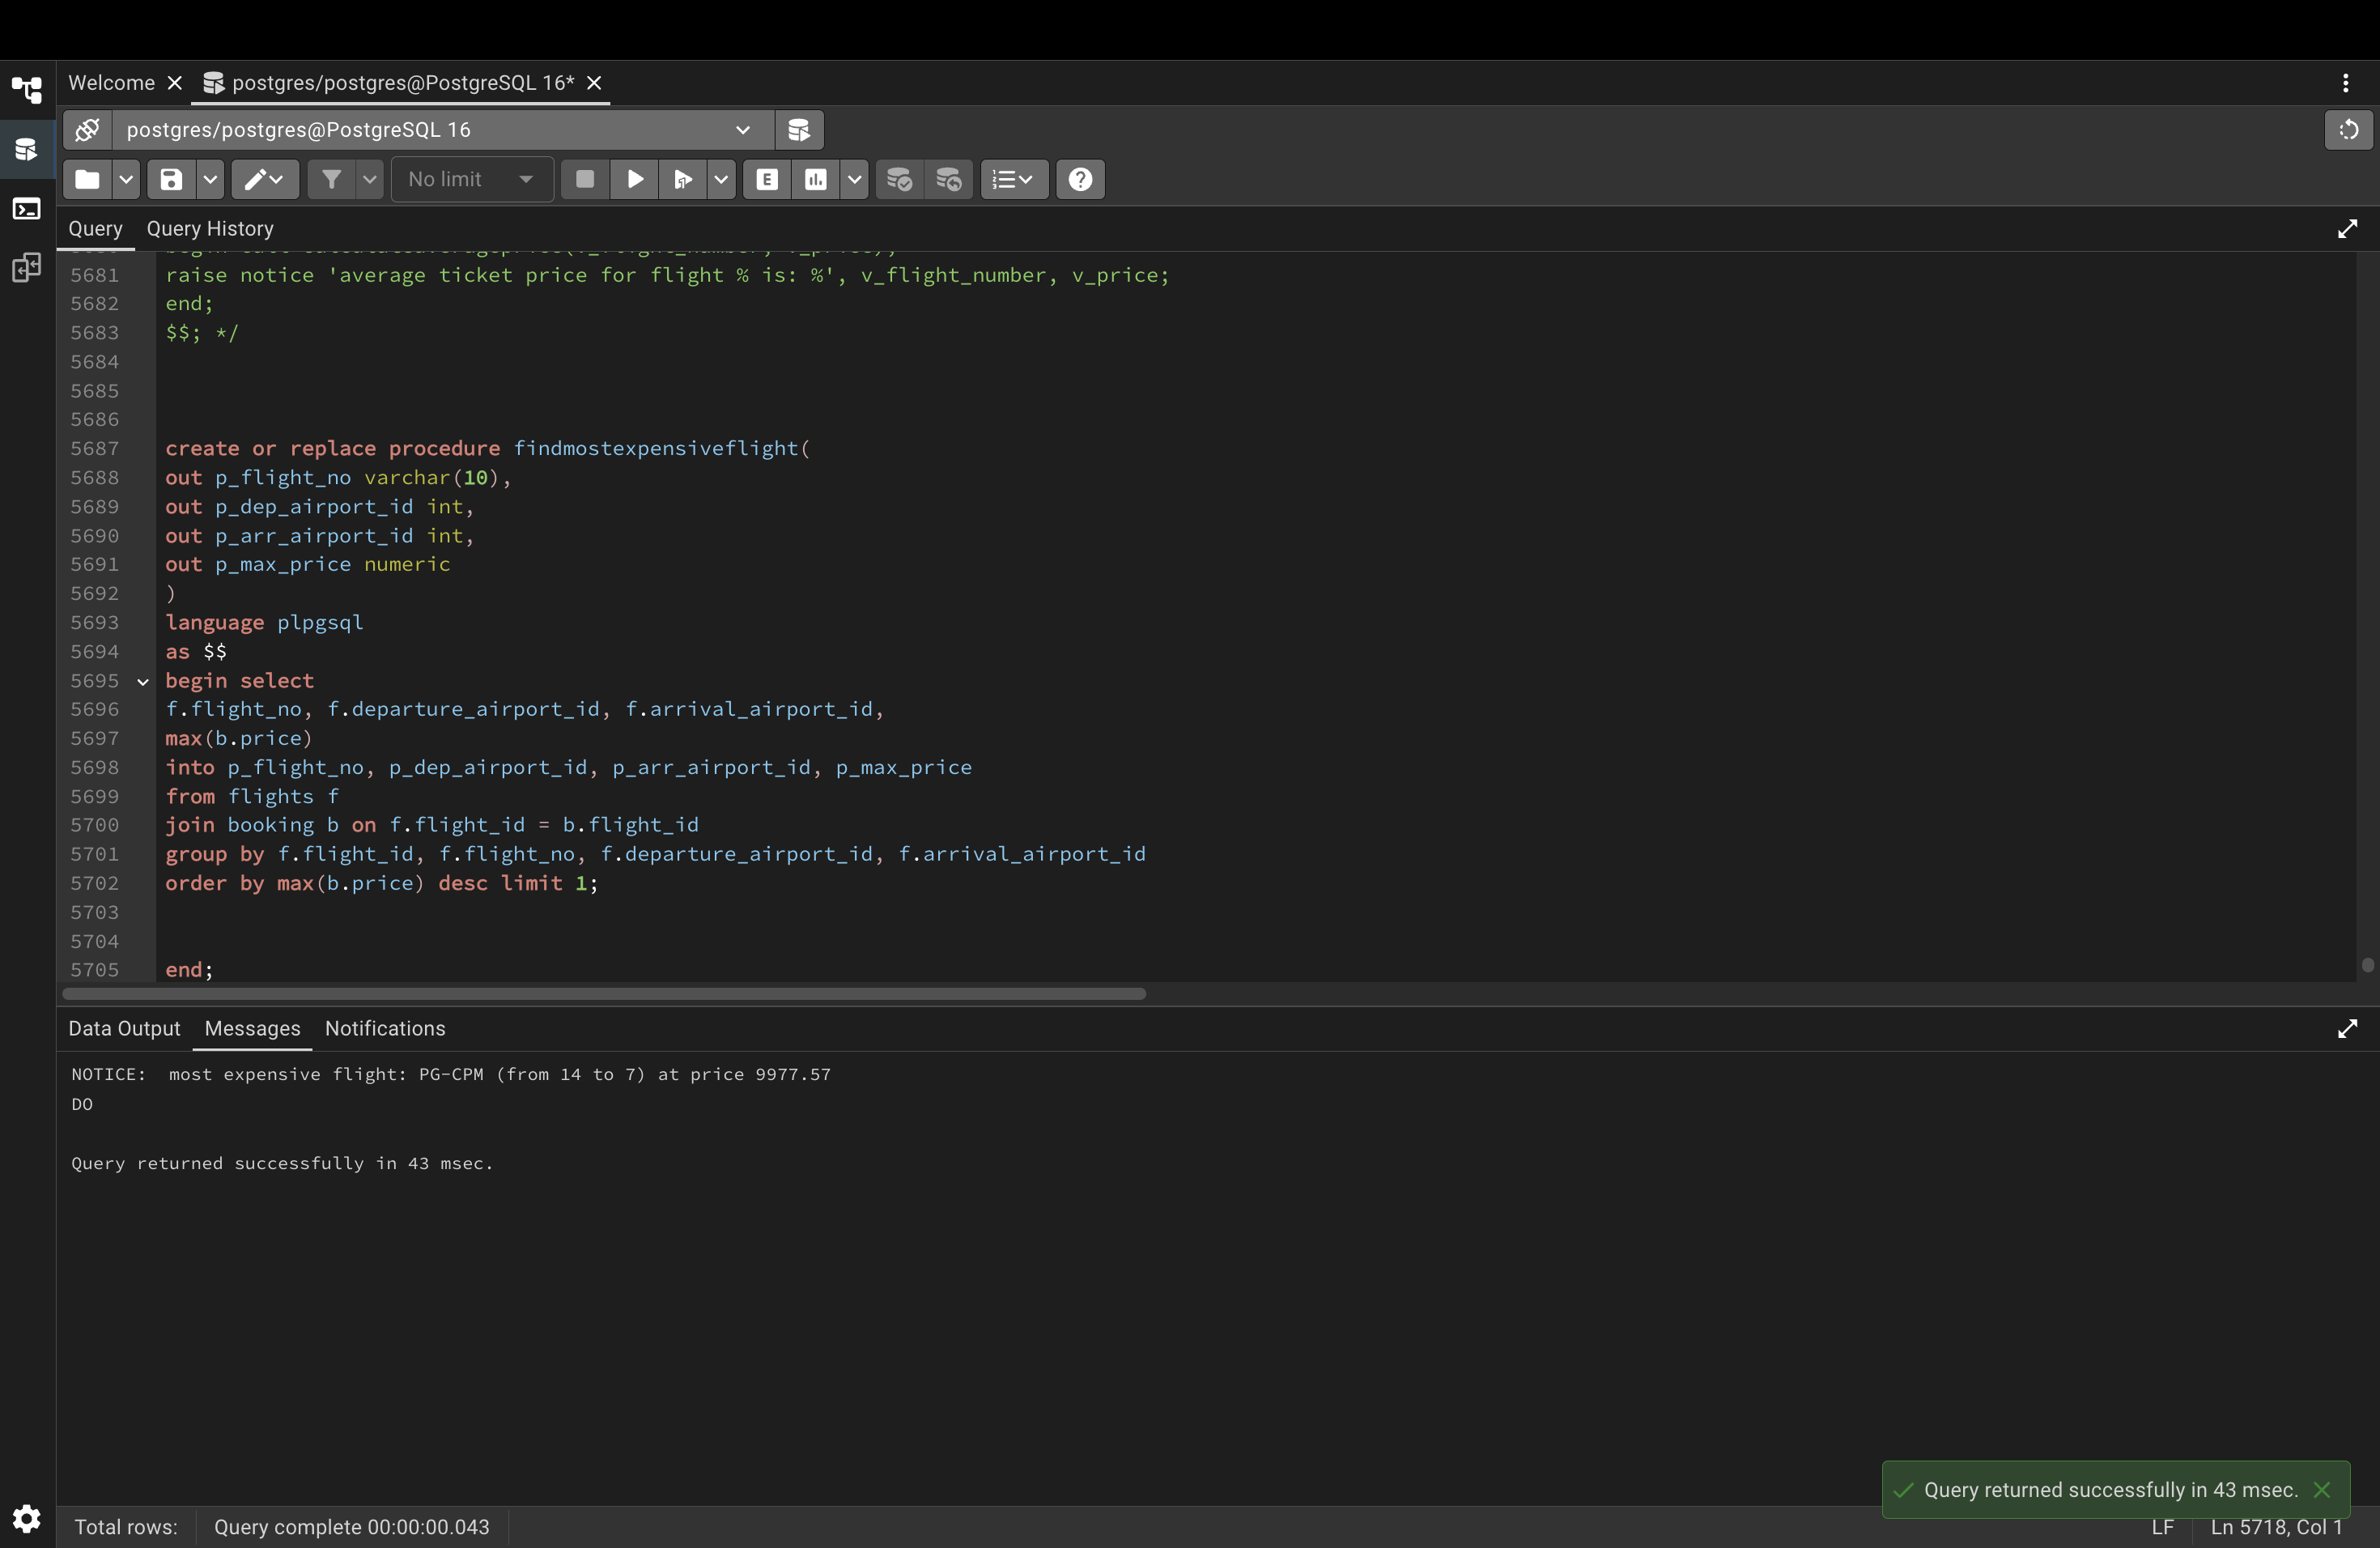 Welcome
postgres/postgres@PostgreSQL 16*
postgres/postgres@PostgreSQL 16
No limit
E
Query Query History
5681 raise notice 'average ticket price for flight % is: %', v_flight_number, v_price;
5682 end;
5683 $$; */
5684
5685
5686
5687 create or replace procedure findmostexpensiveflight(
5688 out p_flight_no varchar(10),
5689 out p_dep_airport_id int,
5690 out p_arr_airport_id int,
5691 out p_max_price numeric
5692 )
5693 language plpgsql
5694 as $$
5695 begin select
5696 f.flight_no, f.departure_airport_id, f.arrival_airport_id,
5697 max(b.price)
5698 into p_flight_no, p_dep_airport_id, p_arr_airport_id, p_max_price
5699 from flights f
5700 join booking b on f.flight_id = b.flight_id
5701 group by f.flight_id, f.flight_no, f.departure_airport_id, f.arrival_airport_id
5702 order by max(b.price) desc limit 1;
5703
5704
5705 end;
Data Output Messages Notifications
NOTICE:  most expensive flight: PG-CPM (from 14 to 7) at price 9977.57
DO
Query returned successfully in 43 msec.
Query returned successfully in 43 msec.
Total rows: Query complete 00:00:00.043 LF Ln 5718, Col 1